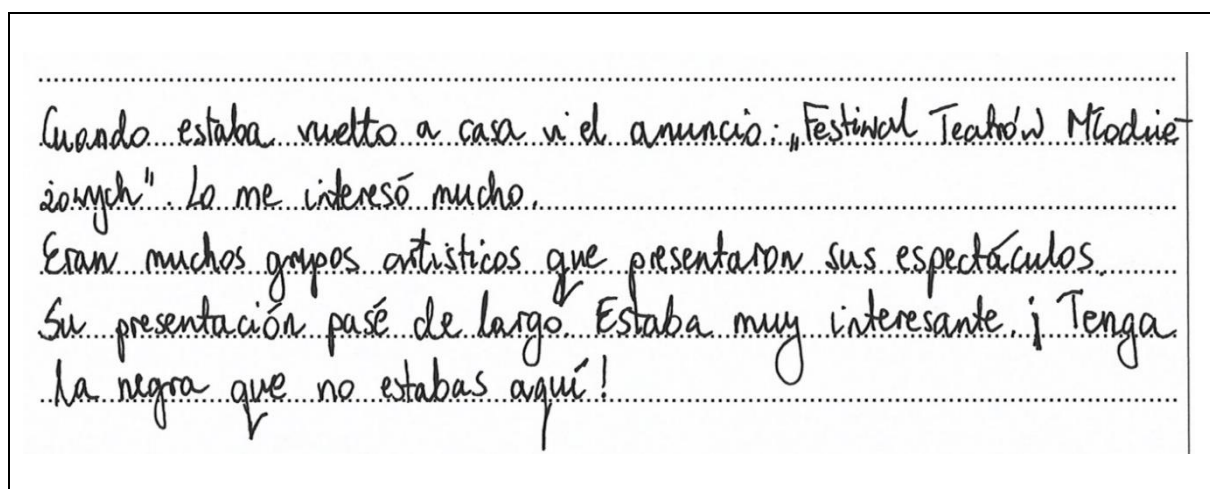 Cuando estaba vuelto a casa vi el anuncio: „Festiwal Teatrów Młodzie-
żowych". Lo me interesó mucho.
Eran muchos grupos artisticos que presentaron sus espectáculos.
Su presentación pasé de largo. Estaba muy interesante. ¡Tenga
la negra que no estabas aquí!